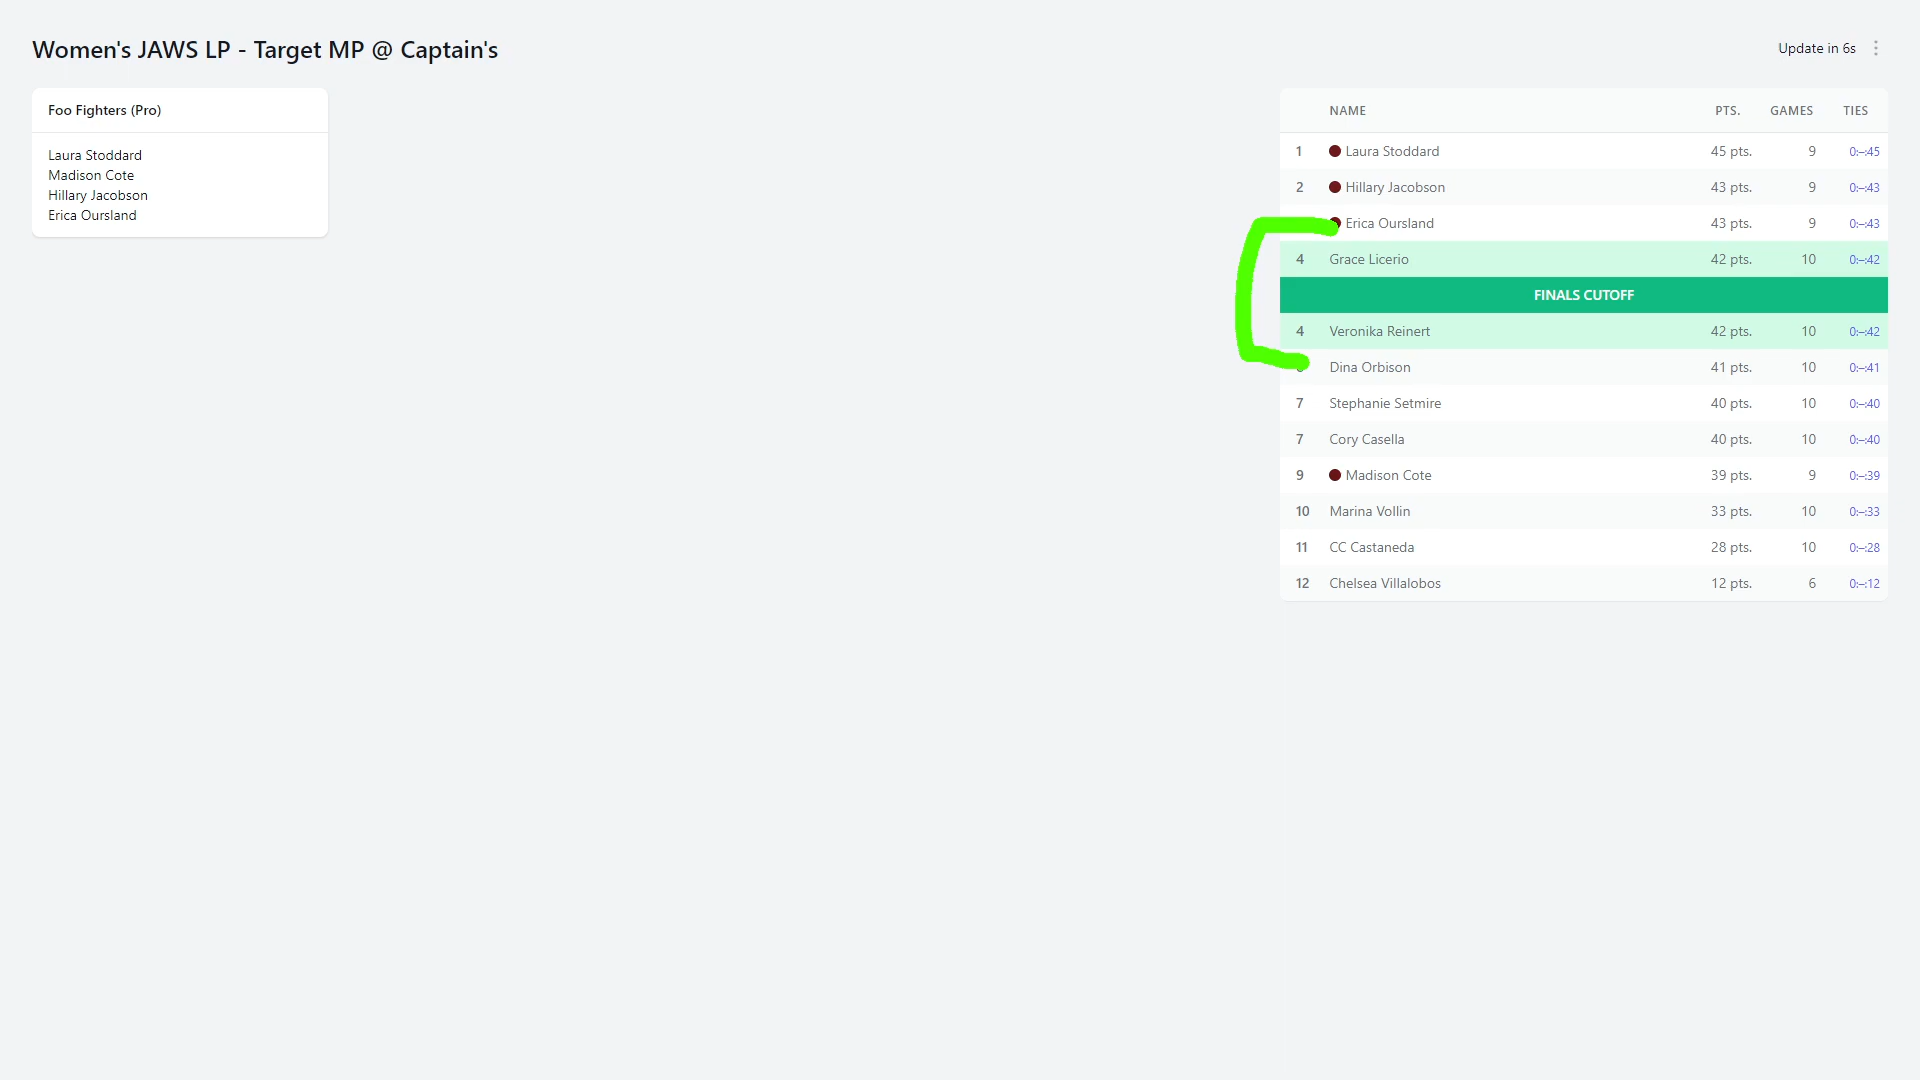 Women's JAWS LP - Target MP @ Captain's
Update in 6s
Foo Fighters (Pro)
Laura Stoddard
Madison Cote
Hillary Jacobson
Erica Oursland
NAME PTS. GAMES TIES
1 Laura Stoddard 45 pts. 9 0:–:45
2 Hillary Jacobson 43 pts. 9 0:–:43
Erica Oursland 43 pts. 9 0:–:43
4 Grace Licerio 42 pts. 10 0:–:42
FINALS CUTOFF
4 Veronika Reinert 42 pts. 10 0:–:42
Dina Orbison 41 pts. 10 0:–:41
7 Stephanie Setmire 40 pts. 10 0:–:40
7 Cory Casella 40 pts. 10 0:–:40
9 Madison Cote 39 pts. 9 0:–:39
10 Marina Vollin 33 pts. 10 0:–:33
11 CC Castaneda 28 pts. 10 0:–:28
12 Chelsea Villalobos 12 pts. 6 0:–:12